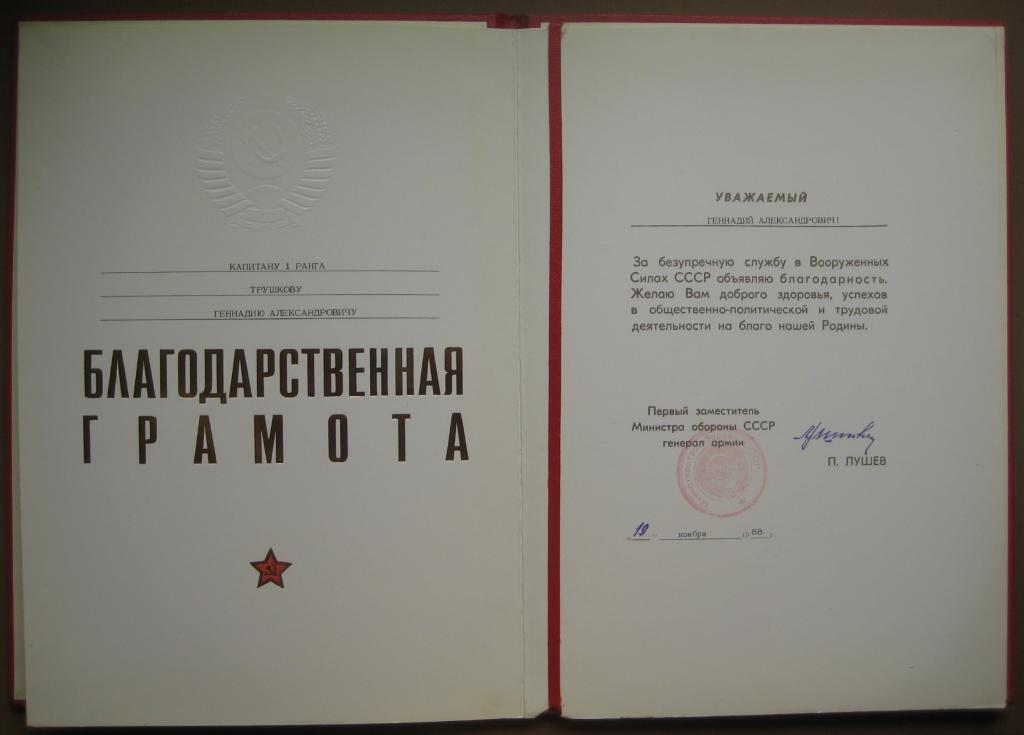 КАПИТАНУ 1 РАНГА
ТРУШКОВУ
ГЕННАДИЮ АЛЕКСАНДРОВИЧУ
БЛАГОДАРСТВЕННАЯ
ГРАМОТА
УВАЖАЕМЫЙ
ГЕННАДИЙ АЛЕКСАНДРОВИЧ!
За безупречную службу в Вооруженных
Силах СССР объявляю благодарность.
Желаю Вам доброго здоровья, успехов
в общественно-политической и трудовой
деятельности на благо нашей Родины.
Первый заместитель
Министра обороны СССР
генерал армии
П. ЛУШЕВ
"19" ноября 1988 г.